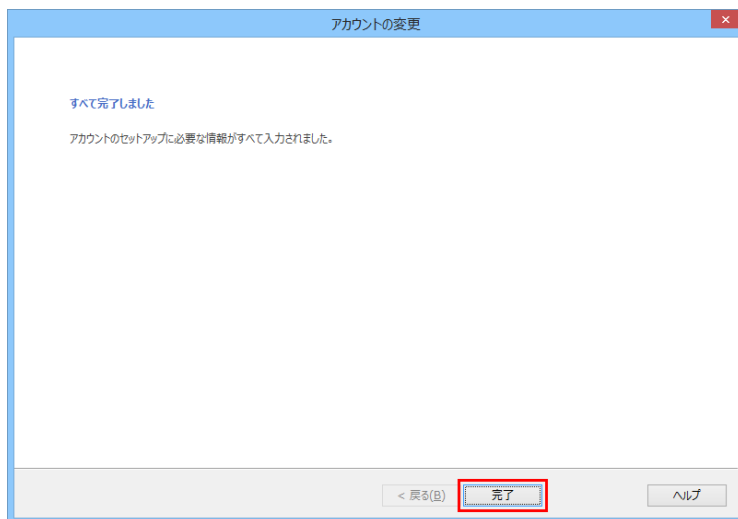 アカウントの変更
すべて完了しました
アカウントのセットアップに必要な情報がすべて入力されました。
< 戻る(B)
完了
ヘルプ